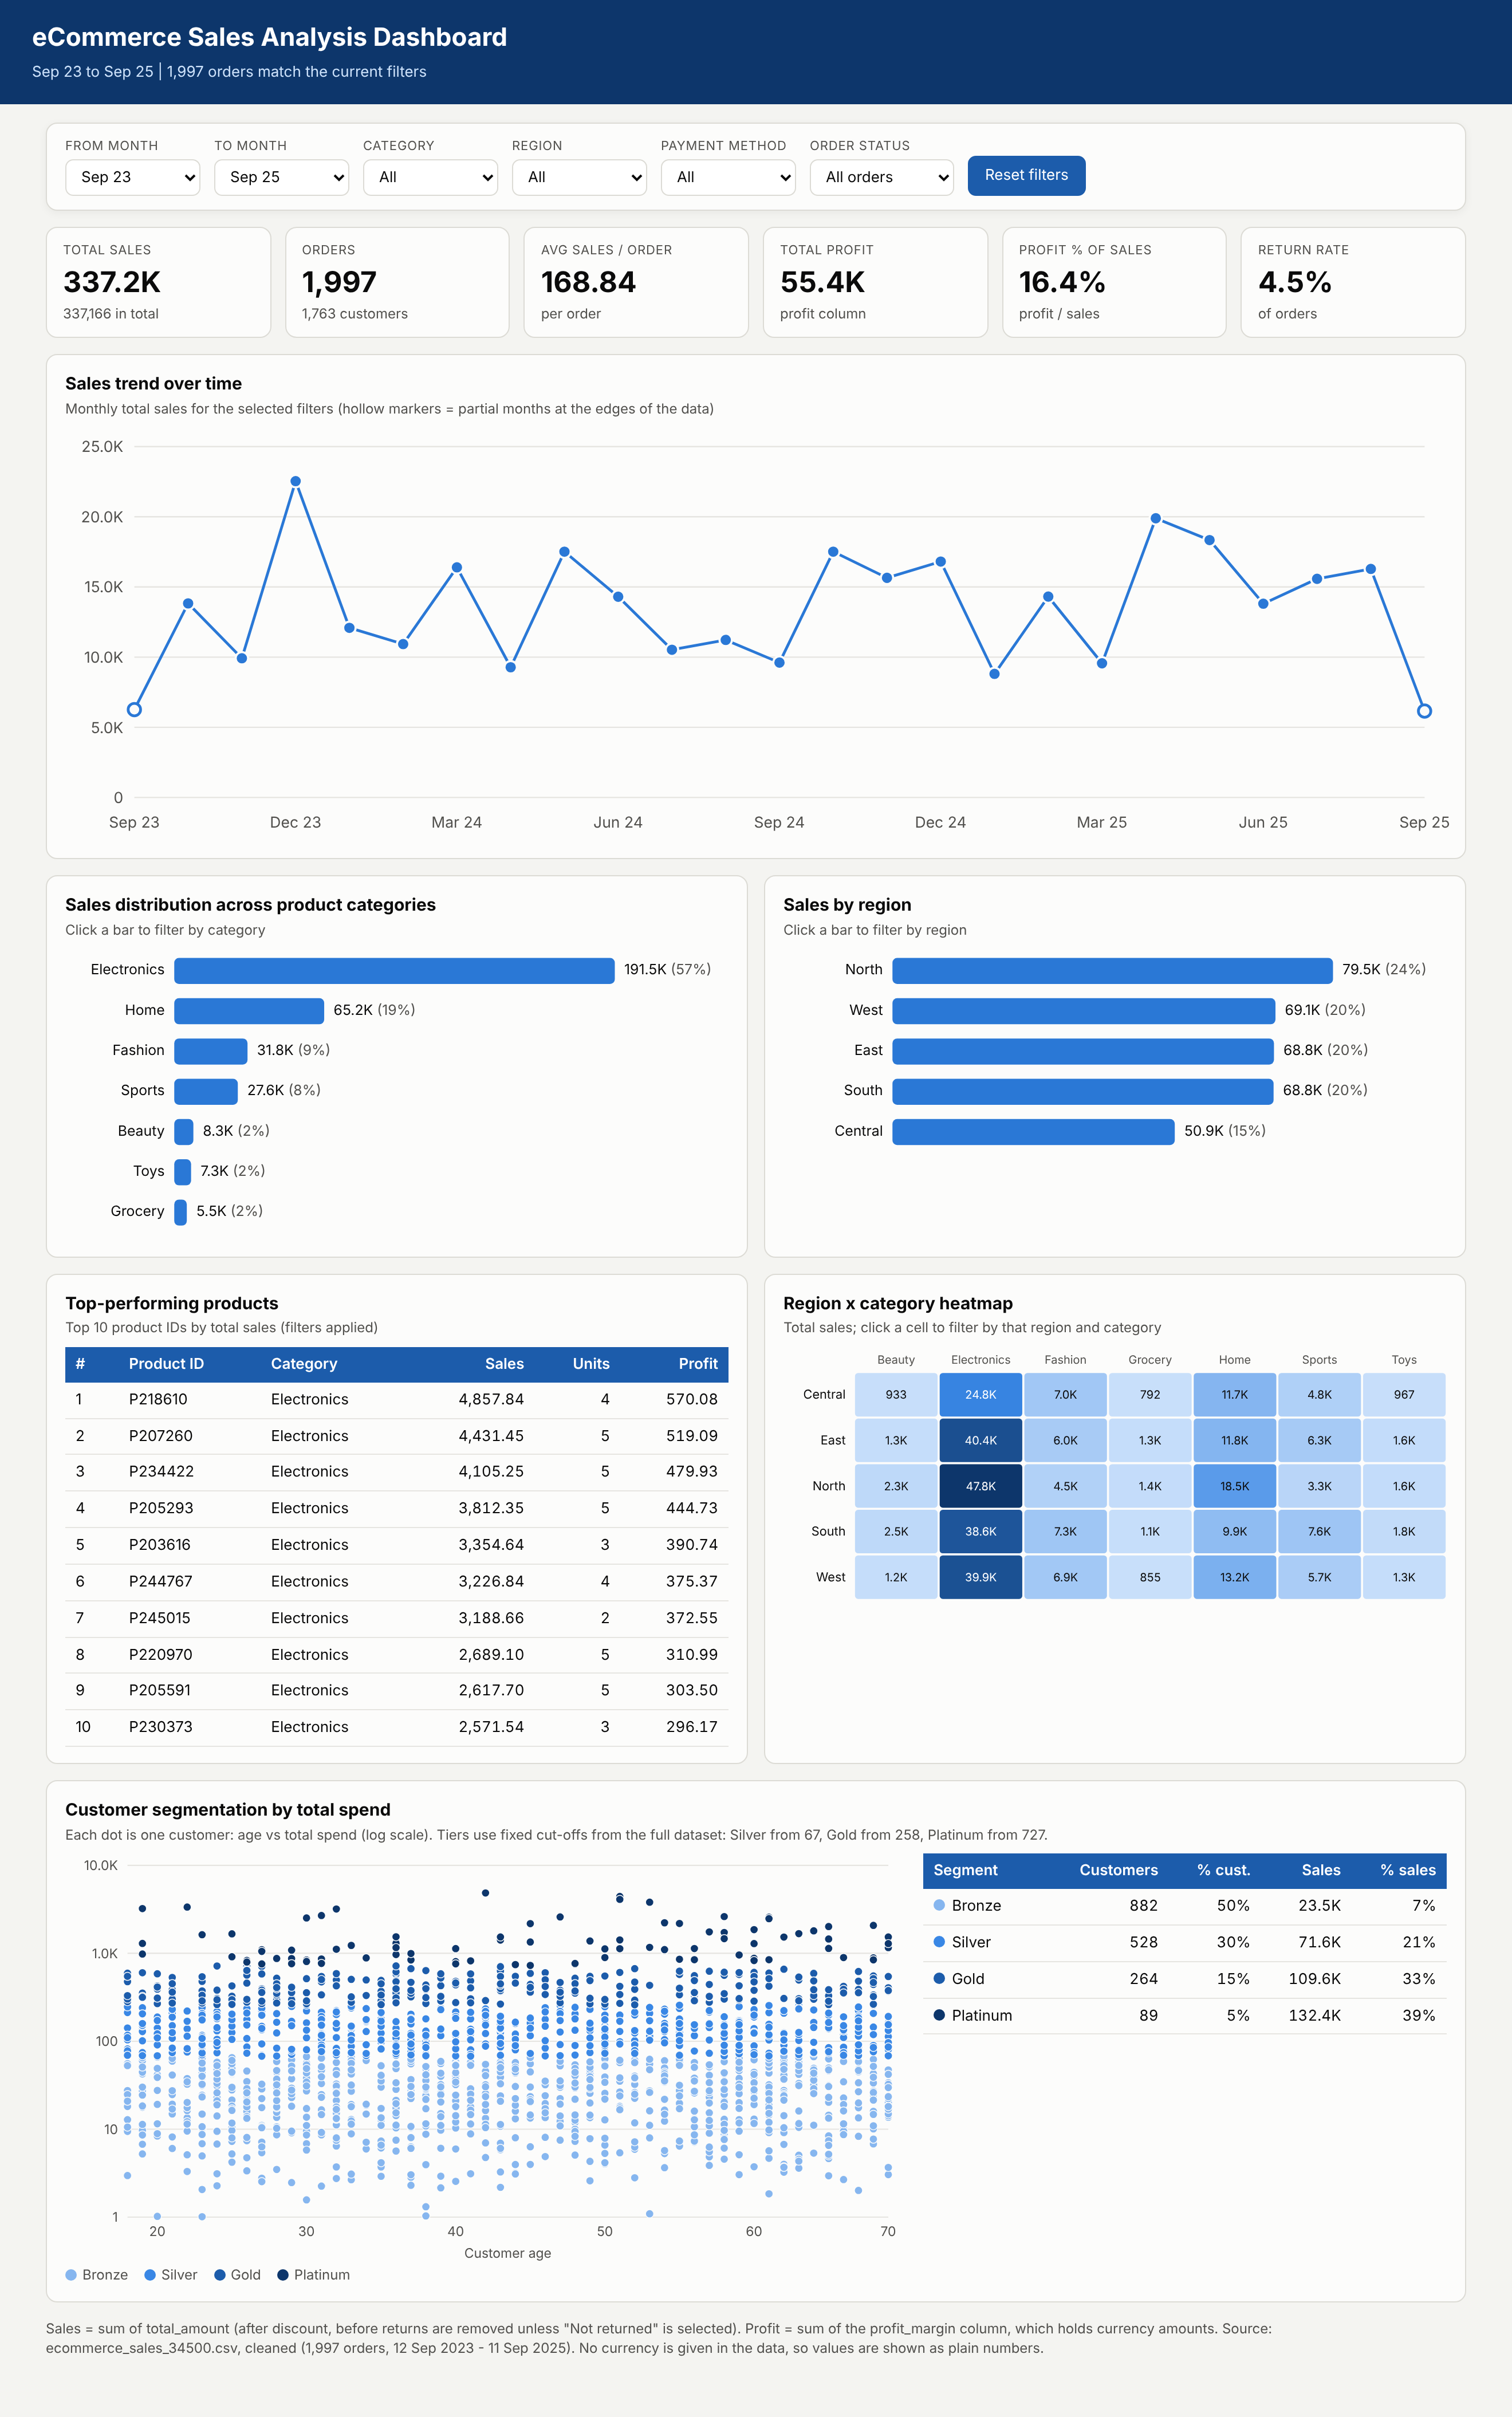 eCommerce Sales Analysis Dashboard
Sep 23 to Sep 25 | 1,997 orders match the current filters
FROM MONTH TO MONTH CATEGORY REGION PAYMENT METHOD ORDER STATUS
Sep 23 Sep 25 All All All All orders Reset filters
TOTAL SALES ORDERS AVG SALES / ORDER TOTAL PROFIT PROFIT % OF SALES RETURN RATE
337.2K 1,997 168.84 55.4K 16.4% 4.5%
337,166 in total 1,763 customers per order profit column profit / sales of orders
Sales trend over time
Monthly total sales for the selected filters (hollow markers = partial months at the edges of the data)
25.0K
20.0K
15.0K
10.0K
5.0K
0
Sep 23 Dec 23 Mar 24 Jun 24 Sep 24 Dec 24 Mar 25 Jun 25 Sep 25
Sales distribution across product categories
Click a bar to filter by category
Electronics 191.5K (57%)
Home 65.2K (19%)
Fashion 31.8K (9%)
Sports 27.6K (8%)
Beauty 8.3K (2%)
Toys 7.3K (2%)
Grocery 5.5K (2%)
Sales by region
Click a bar to filter by region
North 79.5K (24%)
West 69.1K (20%)
East 68.8K (20%)
South 68.8K (20%)
Central 50.9K (15%)
Top-performing products
Top 10 product IDs by total sales (filters applied)
# Product ID Category Sales Units Profit
1 P218610 Electronics 4,857.84 4 570.08
2 P207260 Electronics 4,431.45 5 519.09
3 P234422 Electronics 4,105.25 5 479.93
4 P205293 Electronics 3,812.35 5 444.73
5 P203616 Electronics 3,354.64 3 390.74
6 P244767 Electronics 3,226.84 4 375.37
7 P245015 Electronics 3,188.66 2 372.55
8 P220970 Electronics 2,689.10 5 310.99
9 P205591 Electronics 2,617.70 5 303.50
10 P230373 Electronics 2,571.54 3 296.17
Region x category heatmap
Total sales; click a cell to filter by that region and category
Beauty Electronics Fashion Grocery Home Sports Toys
Central 933 24.8K 7.0K 792 11.7K 4.8K 967
East 1.3K 40.4K 6.0K 1.3K 11.8K 6.3K 1.6K
North 2.3K 47.8K 4.5K 1.4K 18.5K 3.3K 1.6K
South 2.5K 38.6K 7.3K 1.1K 9.9K 7.6K 1.8K
West 1.2K 39.9K 6.9K 855 13.2K 5.7K 1.3K
Customer segmentation by total spend
Each dot is one customer: age vs total spend (log scale). Tiers use fixed cut-offs from the full dataset: Silver from 67, Gold from 258, Platinum from 727.
10.0K
1.0K
100
10
1
20 30 40 50 60 70
Customer age
Bronze Silver Gold Platinum
Segment Customers % cust. Sales % sales
Bronze 882 50% 23.5K 7%
Silver 528 30% 71.6K 21%
Gold 264 15% 109.6K 33%
Platinum 89 5% 132.4K 39%
Sales = sum of total_amount (after discount, before returns are removed unless "Not returned" is selected). Profit = sum of the profit_margin column, which holds currency amounts. Source:
ecommerce_sales_34500.csv, cleaned (1,997 orders, 12 Sep 2023 - 11 Sep 2025). No currency is given in the data, so values are shown as plain numbers.